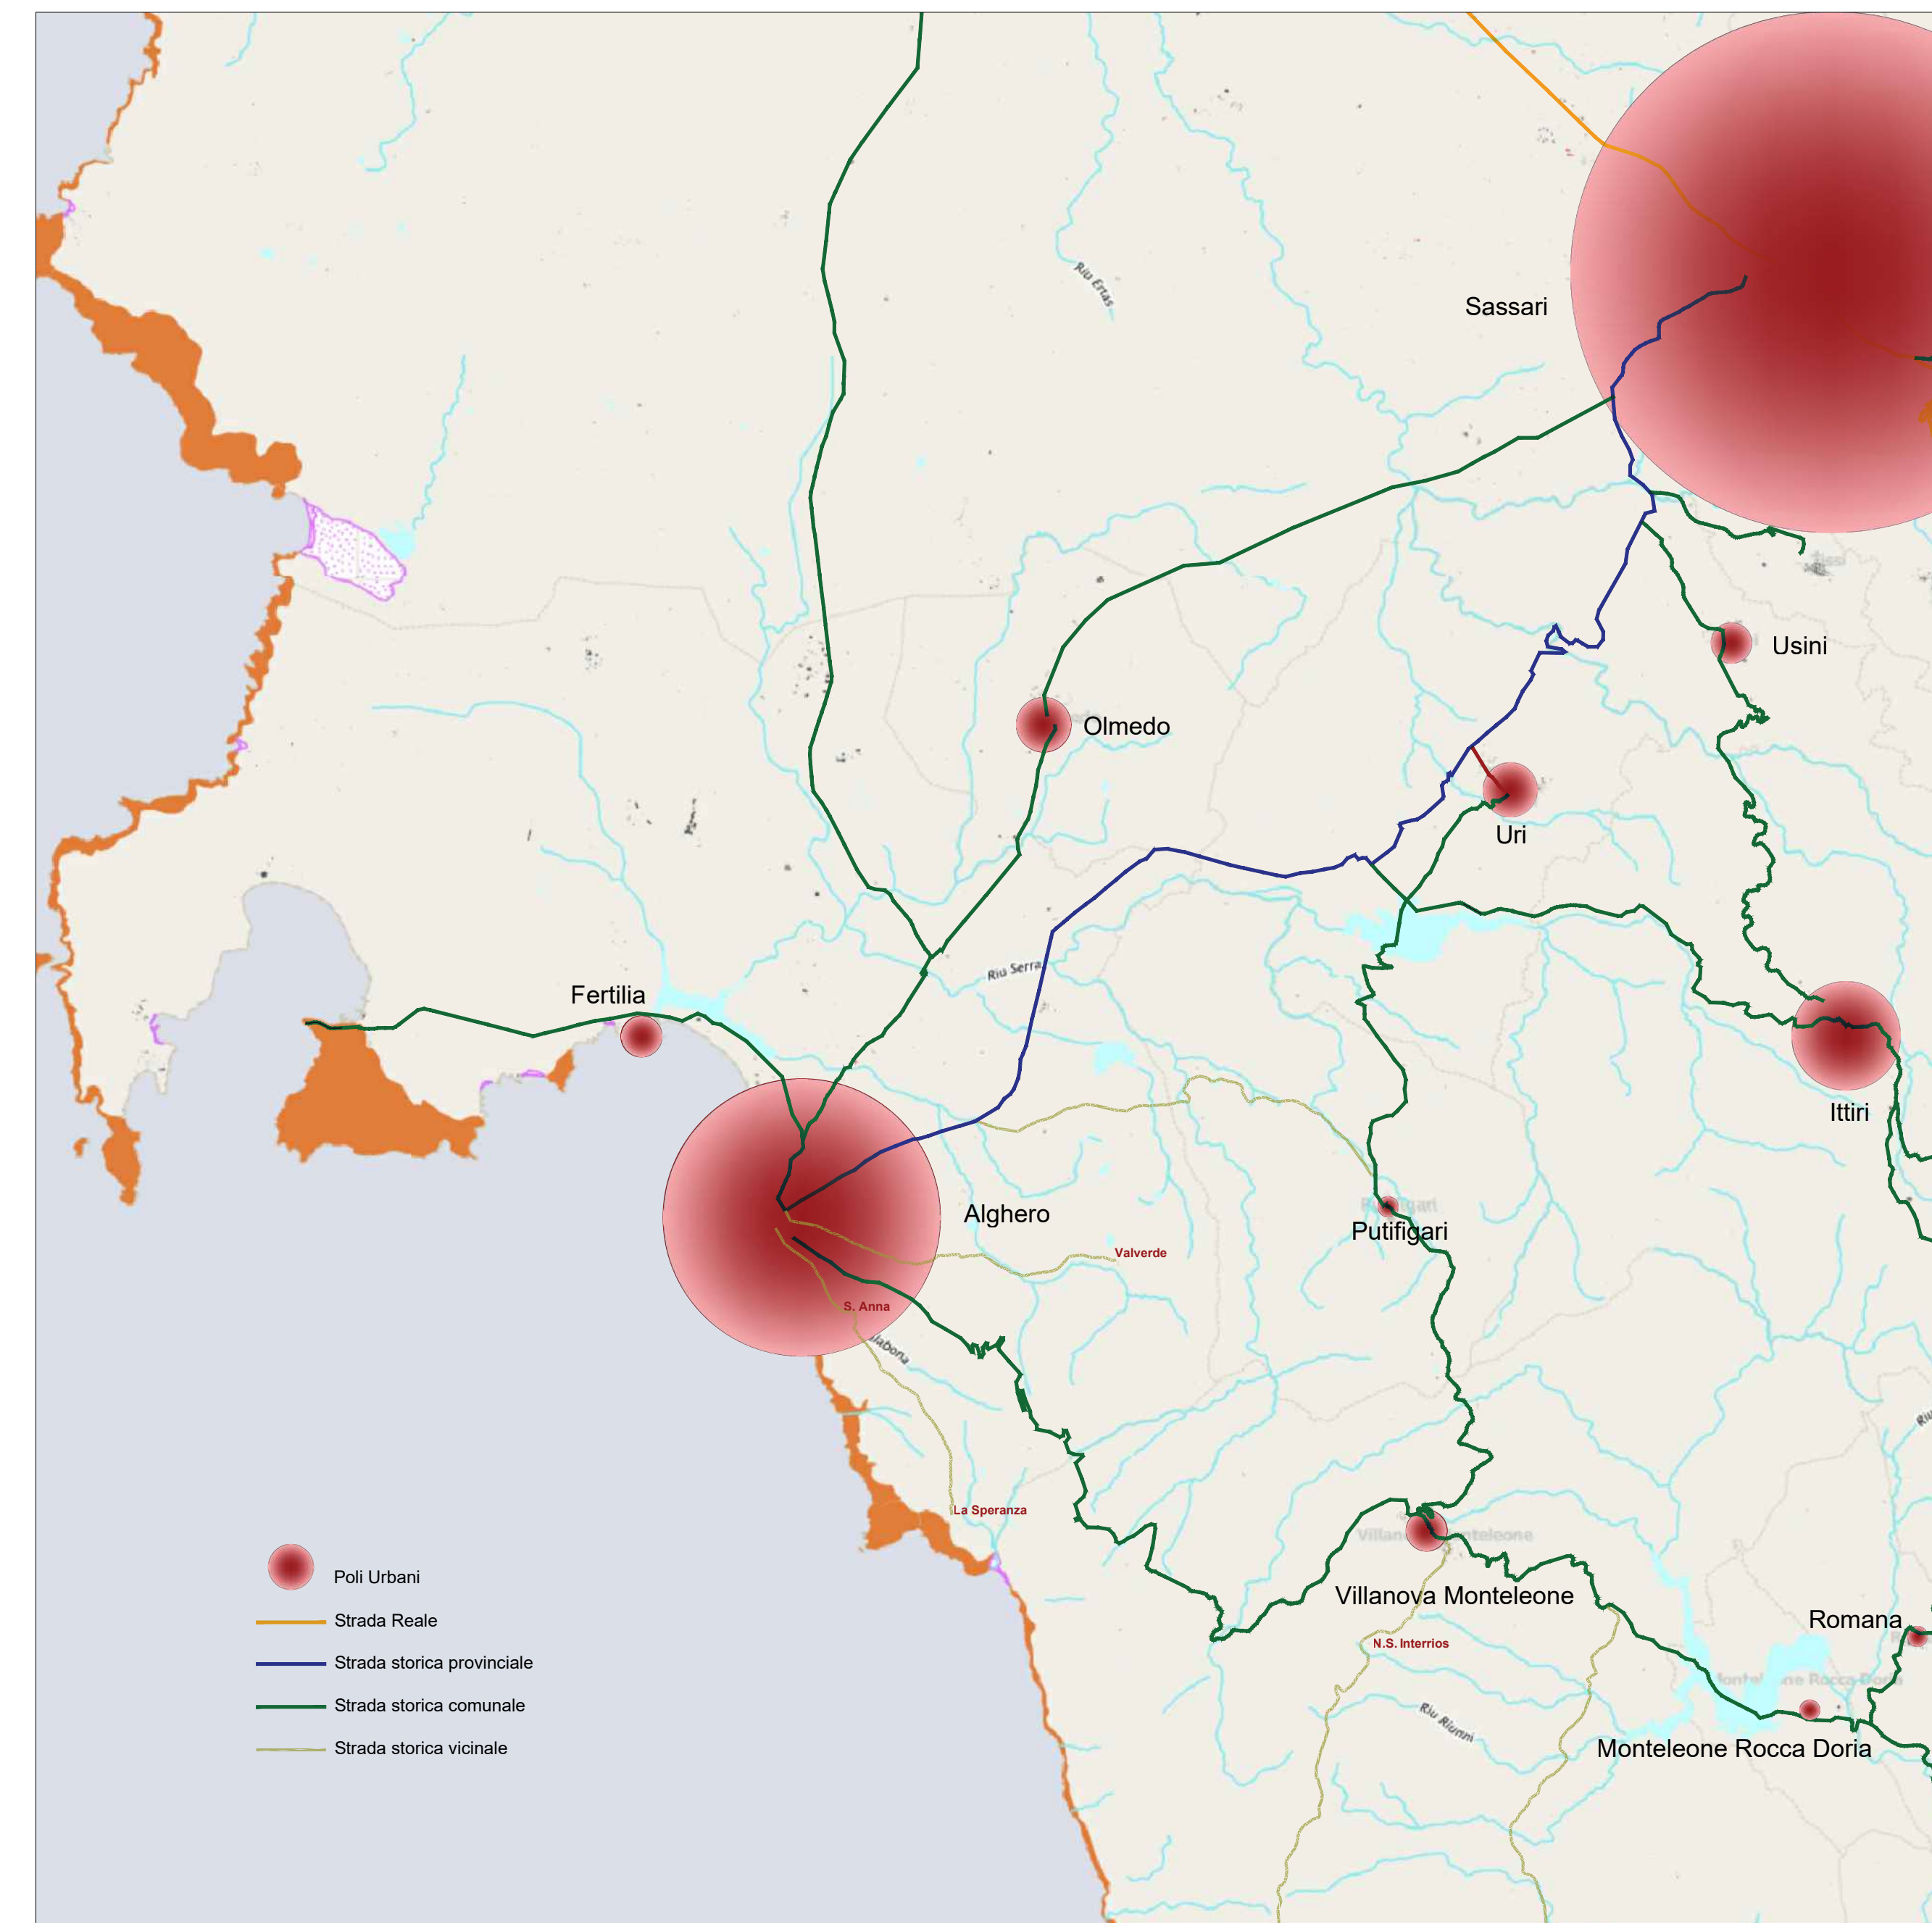 Riu Ertas
Sassari
Usini
Olmedo
Uri
Riu Serra
Fertilia
Ittiri
Alghero
Putifigari
Valverde
S. Anna
La Speranza
Villanova Monteleone
N.S. Interrios
Romana
Riu Riunni
Monteleone Rocca Doria
Poli Urbani
Strada Reale
Strada storica provinciale
Strada storica comunale
Strada storica vicinale